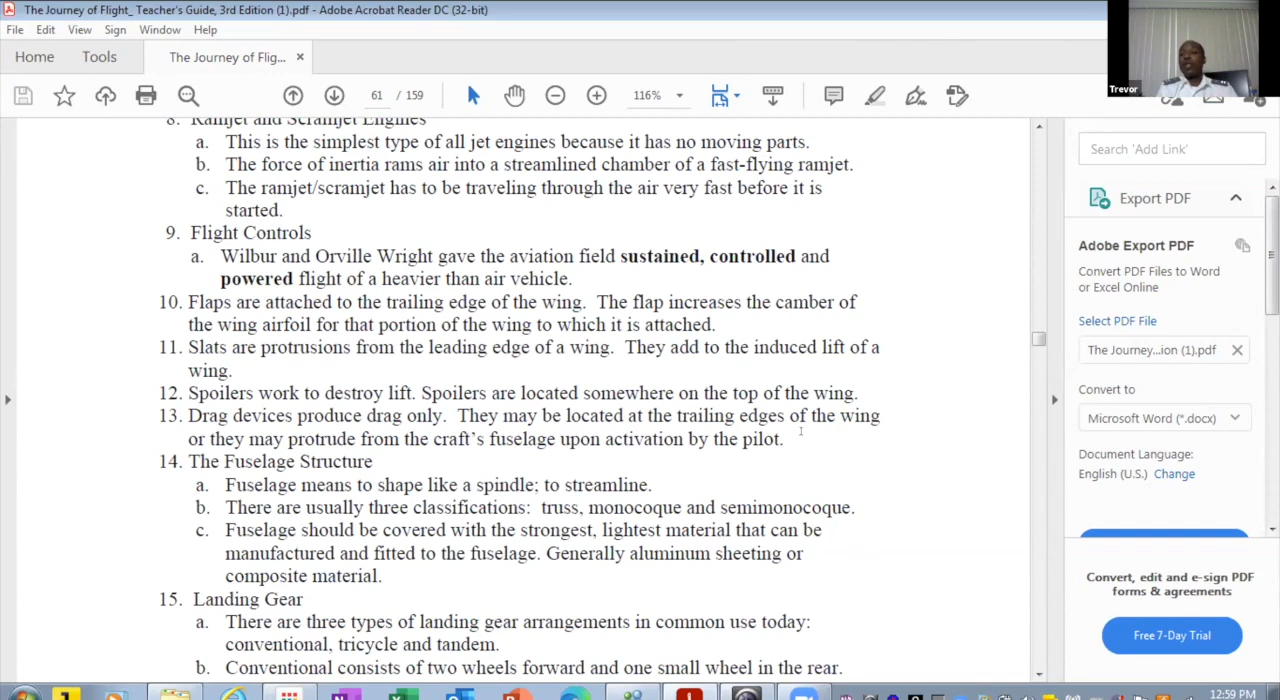 The Journey of Flight_ Teacher's Guide, 3rd Edition (1).pdf - Adobe Acrobat Reader DC (32-bit)
File Edit View Sign Window Help
Home Tools The Journey of Flig... ×
61 / 159 116%
Trevor
8. Ramjet and Scramjet Engines
a. This is the simplest type of all jet engines because it has no moving parts.
b. The force of inertia rams air into a streamlined chamber of a fast-flying ramjet.
c. The ramjet/scramjet has to be traveling through the air very fast before it is
started.
9. Flight Controls
a. Wilbur and Orville Wright gave the aviation field sustained, controlled and
powered flight of a heavier than air vehicle.
10. Flaps are attached to the trailing edge of the wing. The flap increases the camber of
the wing airfoil for that portion of the wing to which it is attached.
11. Slats are protrusions from the leading edge of a wing. They add to the induced lift of a
wing.
12. Spoilers work to destroy lift. Spoilers are located somewhere on the top of the wing.
13. Drag devices produce drag only. They may be located at the trailing edges of the wing
or they may protrude from the craft's fuselage upon activation by the pilot.
14. The Fuselage Structure
a. Fuselage means to shape like a spindle; to streamline.
b. There are usually three classifications: truss, monocoque and semimonocoque.
c. Fuselage should be covered with the strongest, lightest material that can be
manufactured and fitted to the fuselage. Generally aluminum sheeting or
composite material.
15. Landing Gear
a. There are three types of landing gear arrangements in common use today:
conventional, tricycle and tandem.
b. Conventional consists of two wheels forward and one small wheel in the rear.
Search 'Add Link'
Export PDF
Adobe Export PDF
Convert PDF Files to Word
or Excel Online
Select PDF File
The Journey...ion (1).pdf
Convert to
Microsoft Word (*.docx)
Document Language:
English (U.S.) Change
Convert, edit and e-sign PDF
forms & agreements
Free 7-Day Trial
12:59 PM